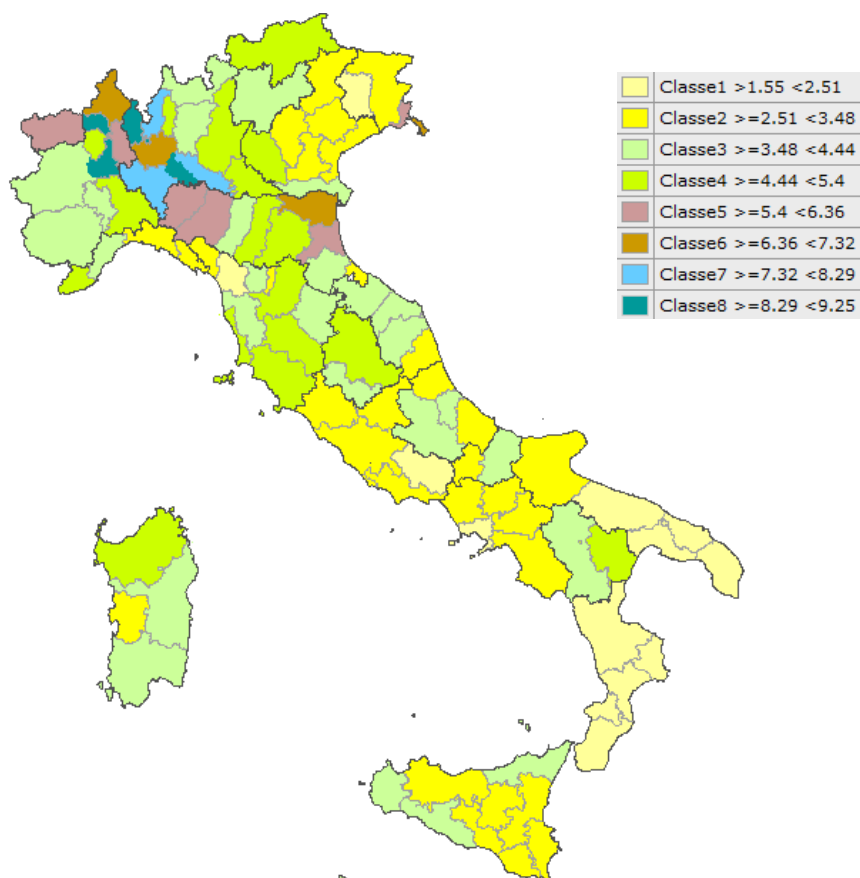 Classe1 >1.55 <2.51
Classe2 >=2.51 <3.48
Classe3 >=3.48 <4.44
Classe4 >=4.44 <5.4
Classe5 >=5.4 <6.36
Classe6 >=6.36 <7.32
Classe7 >=7.32 <8.29
Classe8 >=8.29 <9.25